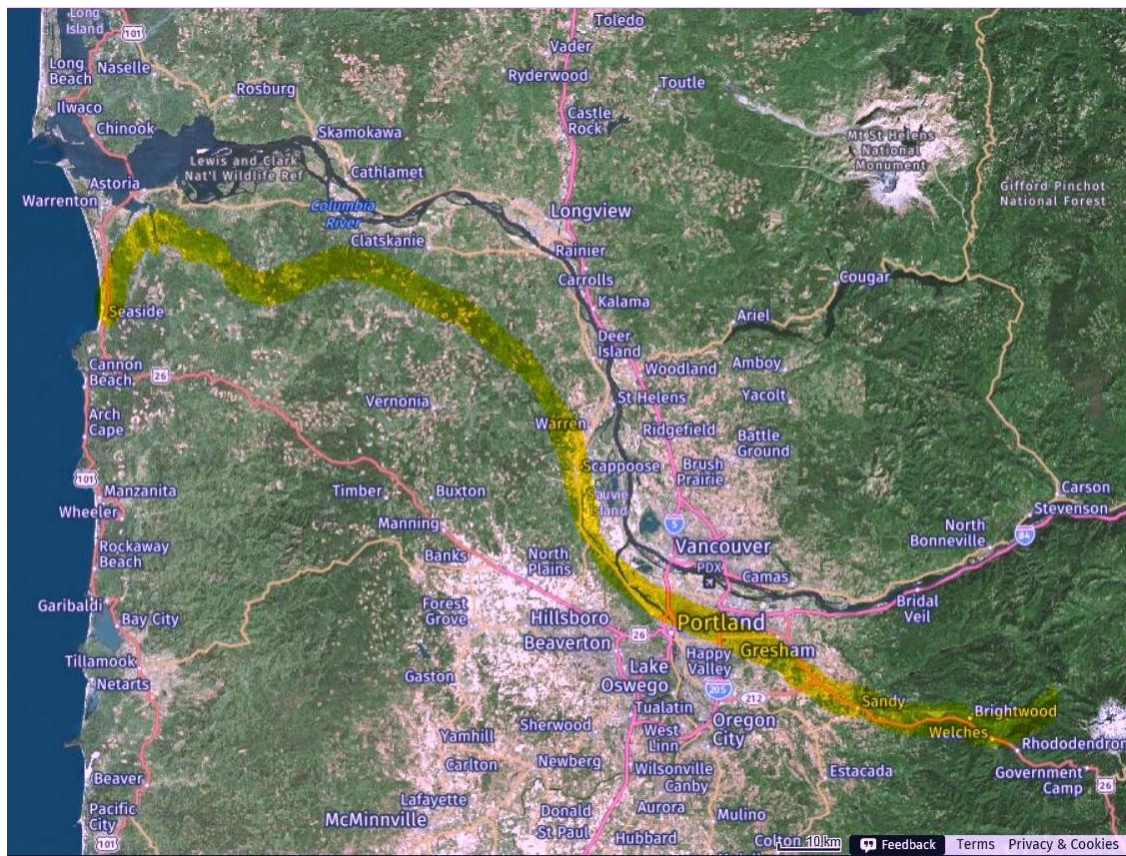 Long
Island
101
Toledo
Vader
Long
Beach
Naselle
Ryderwood
Toutle
Rosburg
Ilwaco
Castle
Rock
Chinook
Skamokawa
Mt St Helens
National
Monument
Lewis and Clark
Nat'l Wildlife Ref
Cathlamet
Astoria
Gifford Pinchot
National Forest
Warrenton
Columbia
River
Longview
Clatskanie
Rainier
Carrolls
Cougar
Kalama
Seaside
Ariel
Deer
Island
Cannon
Beach
26
Woodland
Amboy
Vernonia
St Helens
Yacolt
Arch
Cape
Warren
Ridgefield
Battle
Ground
Scappoose
Brush
Prairie
101
Manzanita
Timber
Buxton
Sauvie
Island
Carson
Wheeler
Manning
5
Stevenson
North
Bonneville
84
Rockaway
Beach
Banks
North
Plains
Vancouver
PDX
Camas
Garibaldi
Bay City
Forest
Grove
Hillsboro
Bridal
Veil
26
Portland
Beaverton
Tillamook
Lake
Oswego
Happy
Valley
Gresham
Netarts
Gaston
205
212
Sandy
Tualatin
Brightwood
Sherwood
West
Linn
Oregon
City
Welches
Yamhill
Rhododendron
Carlton
Newberg
Wilsonville
Estacada
Government
Camp
Beaver
Canby
26
Lafayette
Aurora
Pacific
City
McMinnville
Donald
Mulino
St Paul
Hubbard
Colton
101
10 km
Feedback
Terms
Privacy & Cookies